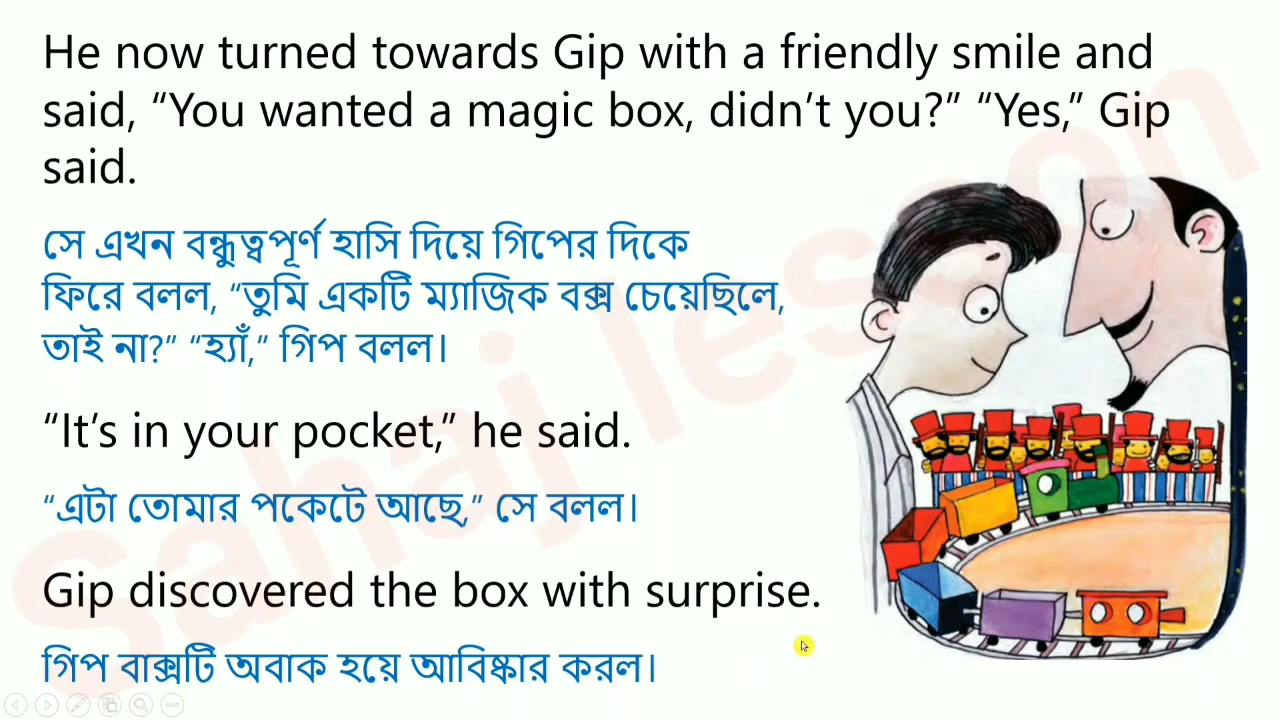 He now turned towards Gip with a friendly smile and
said, “You wanted a magic box, didn’t you?” “Yes,” Gip
said.
সে এখন বন্ধুত্বপূর্ণ হাসি দিয়ে গিপের দিকে
ফিরে বলল, “তুমি একটি ম্যাজিক বক্স চেয়েছিলে,
তাই না?” “হ্যাঁ,” গিপ বলল।
“It’s in your pocket,” he said.
“এটা তোমার পকেটে আছে,” সে বলল।
Gip discovered the box with surprise.
গিপ বাক্সটি অবাক হয়ে আবিষ্কার করল।
Sahaj lesson